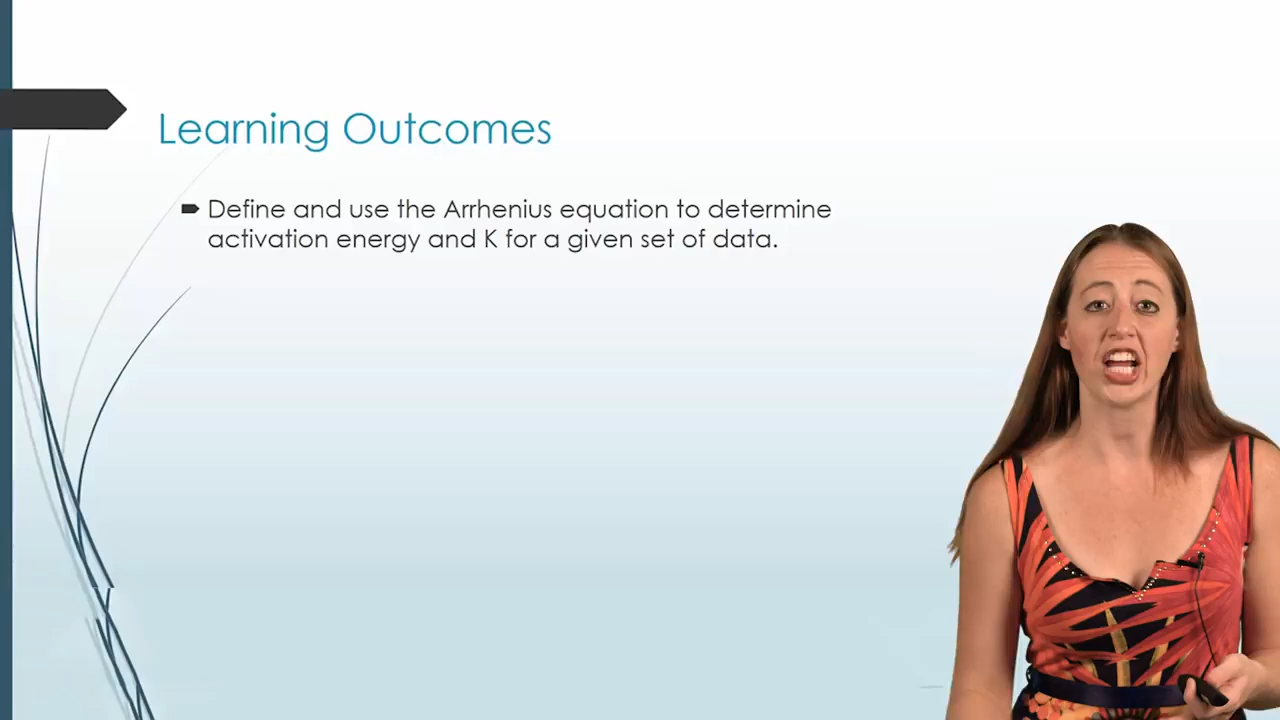 Learning Outcomes
Define and use the Arrhenius equation to determine
activation energy and K for a given set of data.